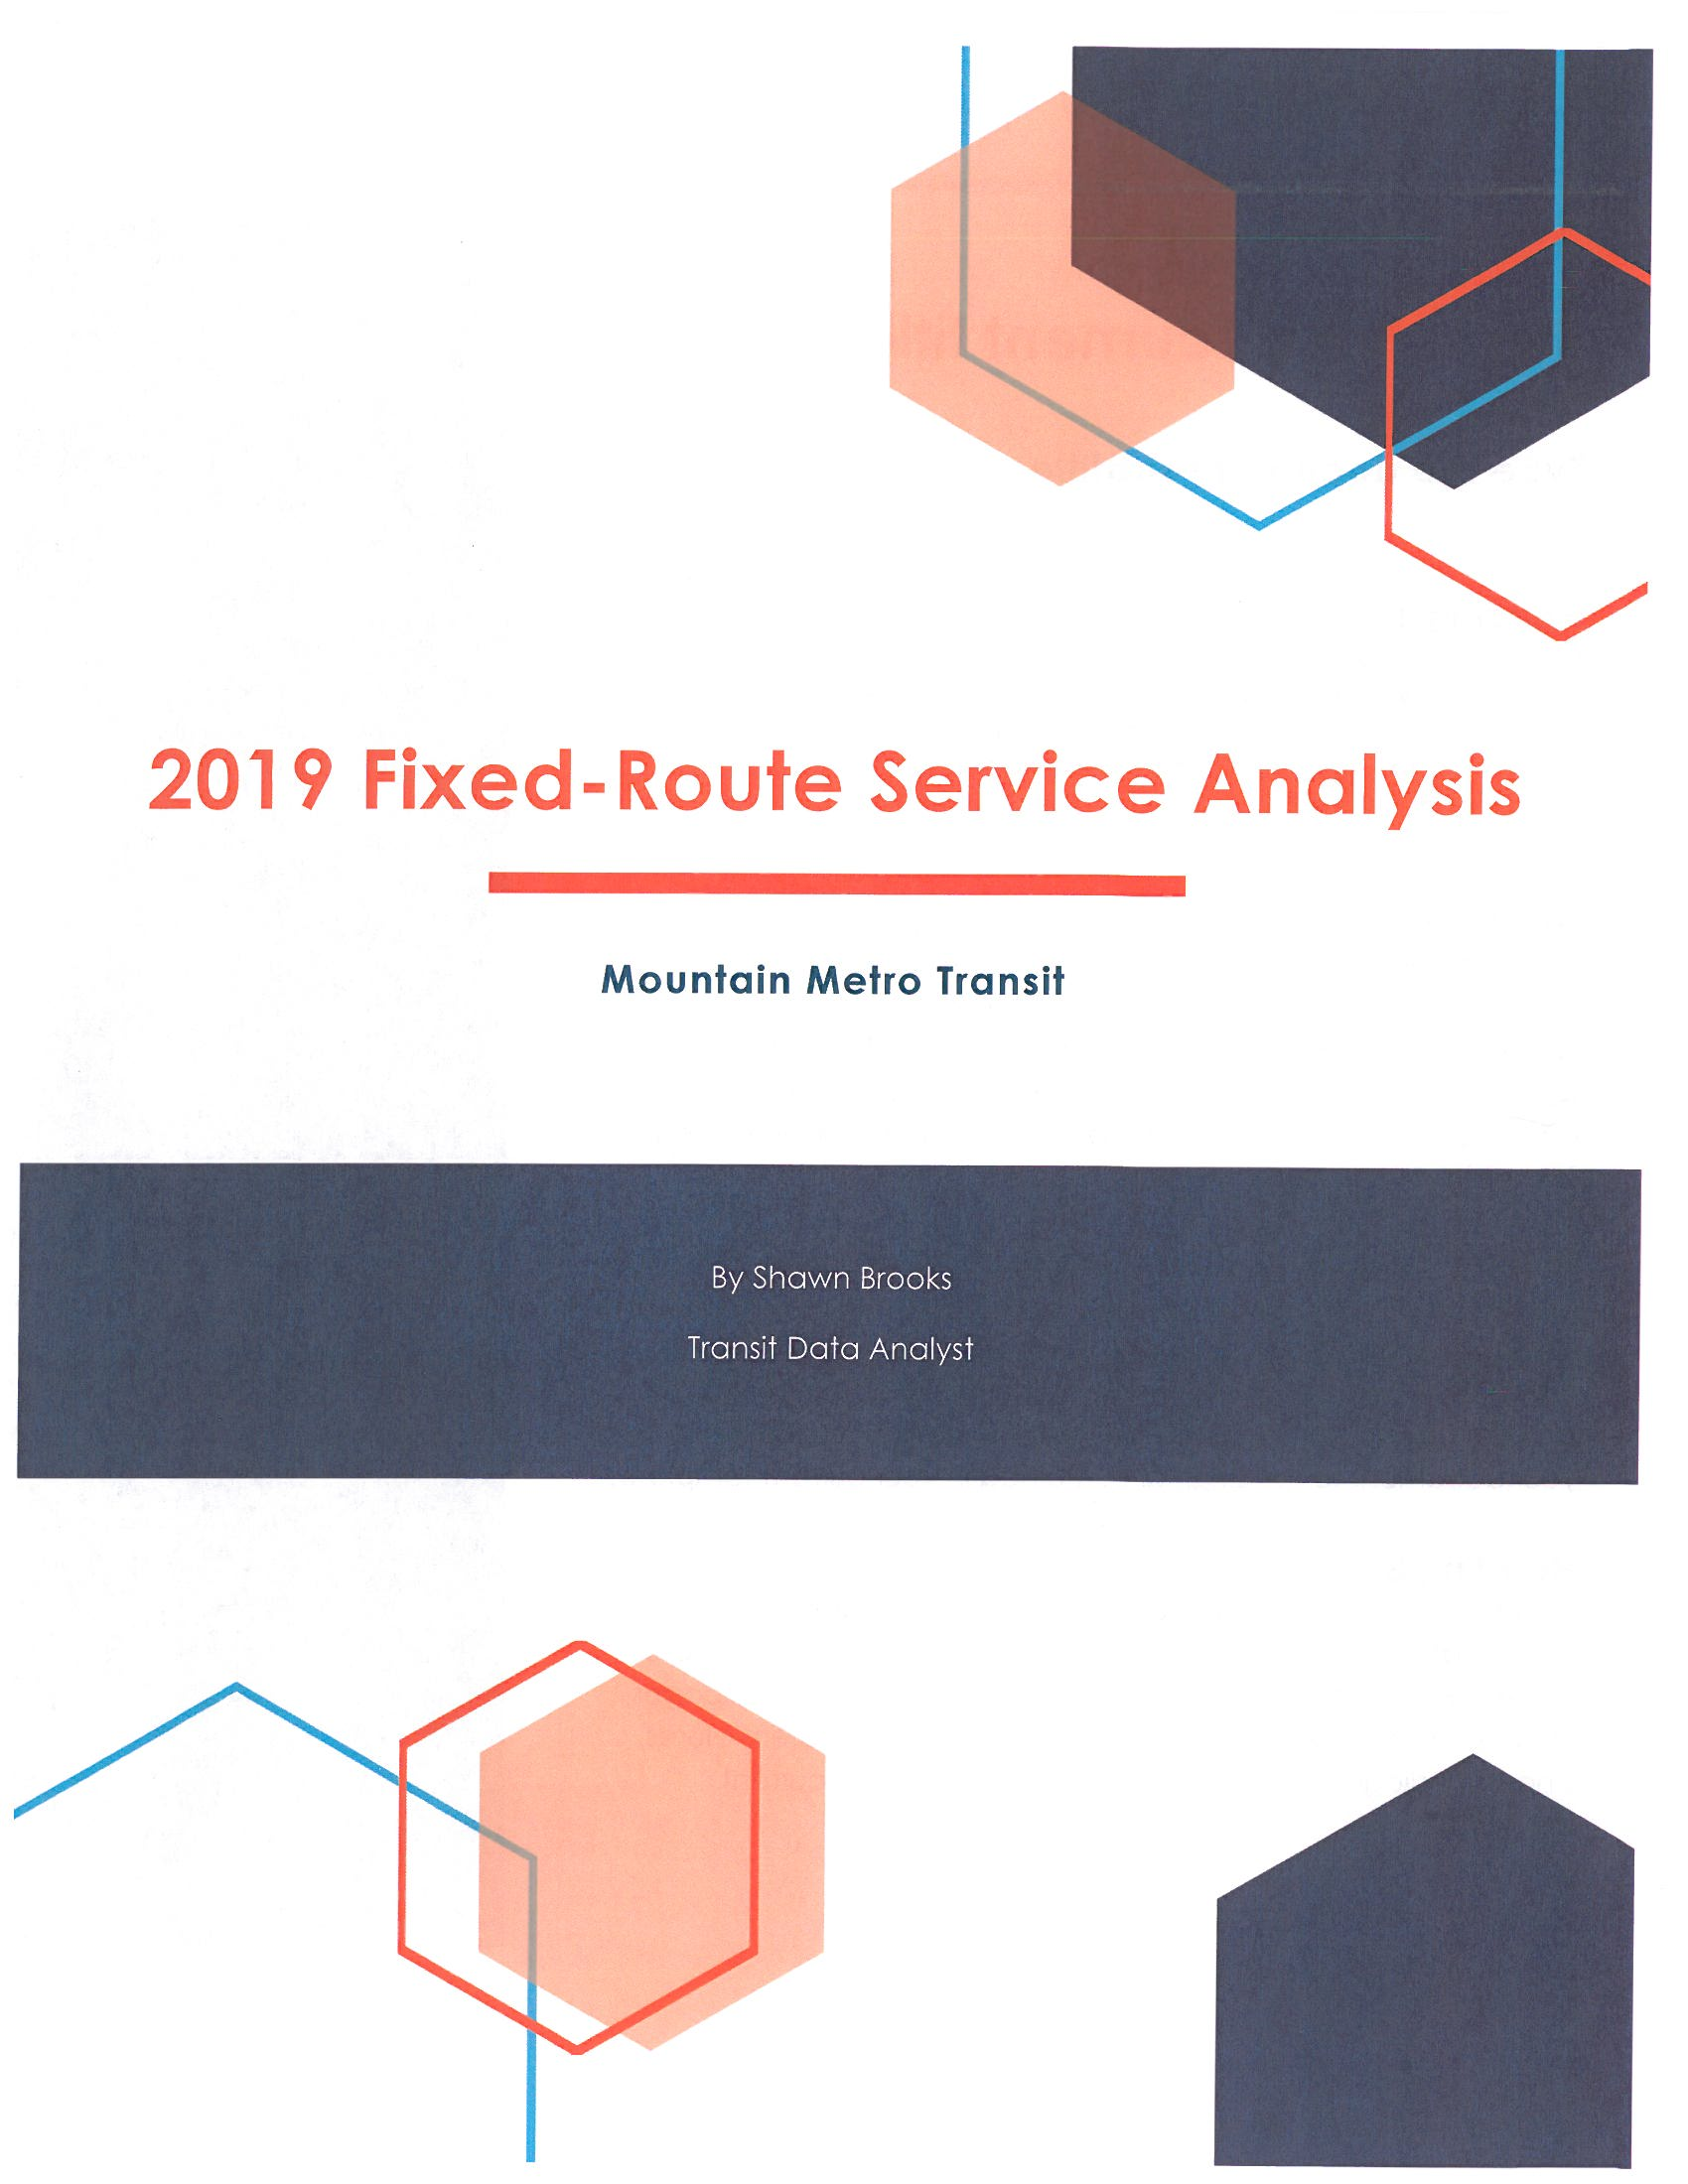 2019 Fixed-Route Service Analysis
Mountain Metro Transit
By Shawn Brooks
Transit Data Analyst